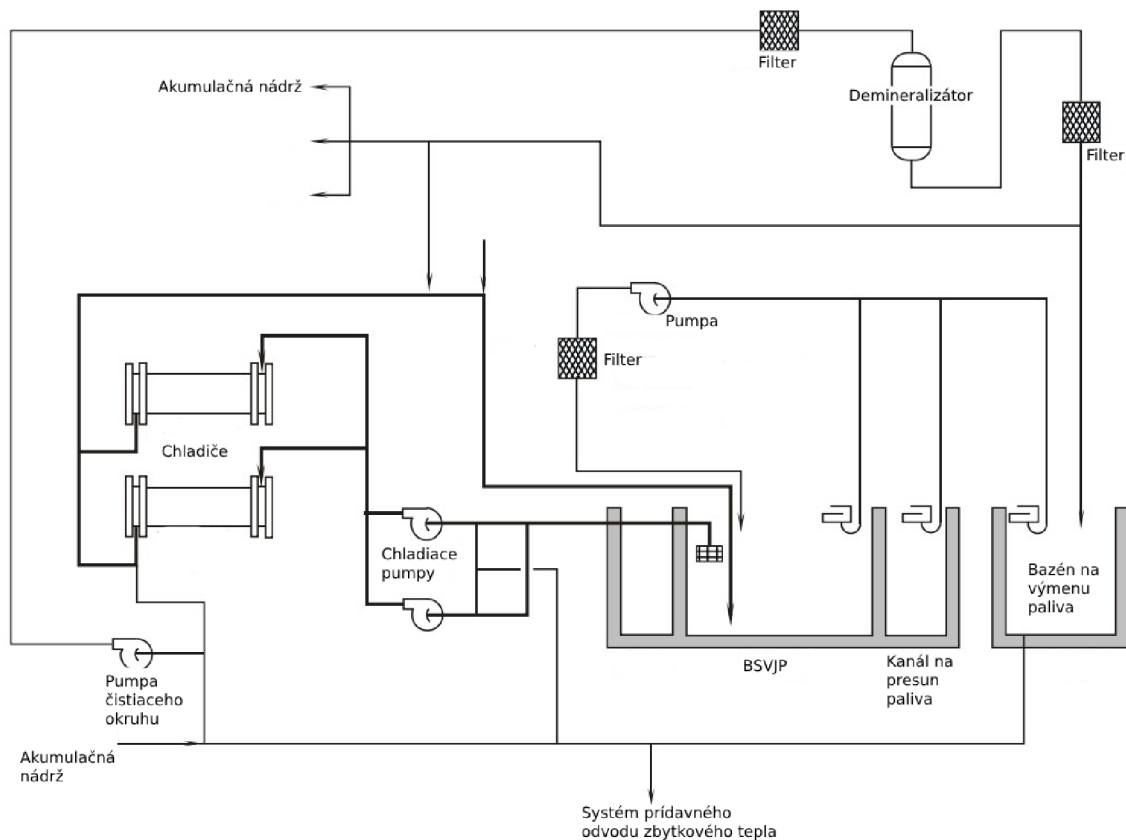 Filter
Akumulačná nádrž
Demineralizátor
Filter
Pumpa
Filter
Chladiče
Chladiace
pumpy
Bazén na
výmenu
paliva
BSVJP
Kanál na
presun
paliva
Pumpa
čistiaceho
okruhu
Akumulačná
nádrž
Systém prídavného
odvodu zbytkového tepla